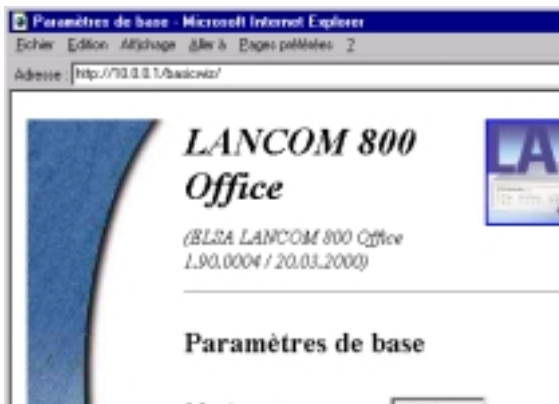 Paramètres de base - Microsoft Internet Explorer
Fichier Edition Affichage Aller à Pages préférées ?
Adresse : http://10.0.0.1/basicwiz/
LANCOM 800
Office
LA
(ELSA LANCOM 800 Office
1.90.0004 / 20.03.2000)
Paramètres de base